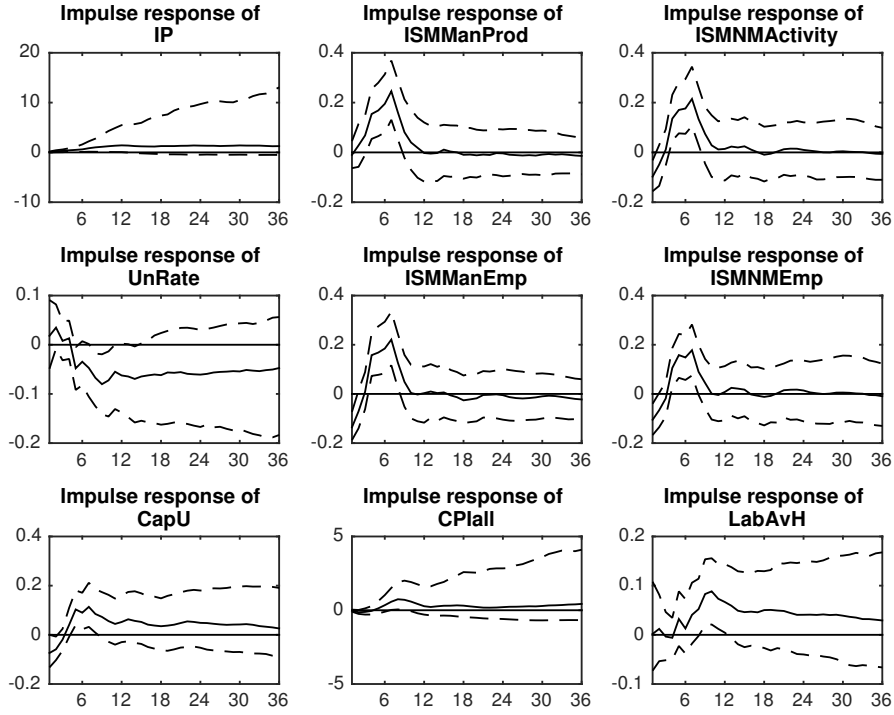 Impulse response of
IP
20
10
0
-10
6 12 18 24 30 36
Impulse response of
ISMManProd
0.4
0.2
0
-0.2
6 12 18 24 30 36
Impulse response of
ISMNMActivity
0.4
0.2
0
-0.2
6 12 18 24 30 36
Impulse response of
UnRate
0.1
0
-0.1
-0.2
6 12 18 24 30 36
Impulse response of
ISMManEmp
0.4
0.2
0
-0.2
6 12 18 24 30 36
Impulse response of
ISMNMEmp
0.4
0.2
0
-0.2
6 12 18 24 30 36
Impulse response of
CapU
0.4
0.2
0
-0.2
6 12 18 24 30 36
Impulse response of
CPIall
5
0
-5
6 12 18 24 30 36
Impulse response of
LabAvH
0.2
0.1
0
-0.1
6 12 18 24 30 36